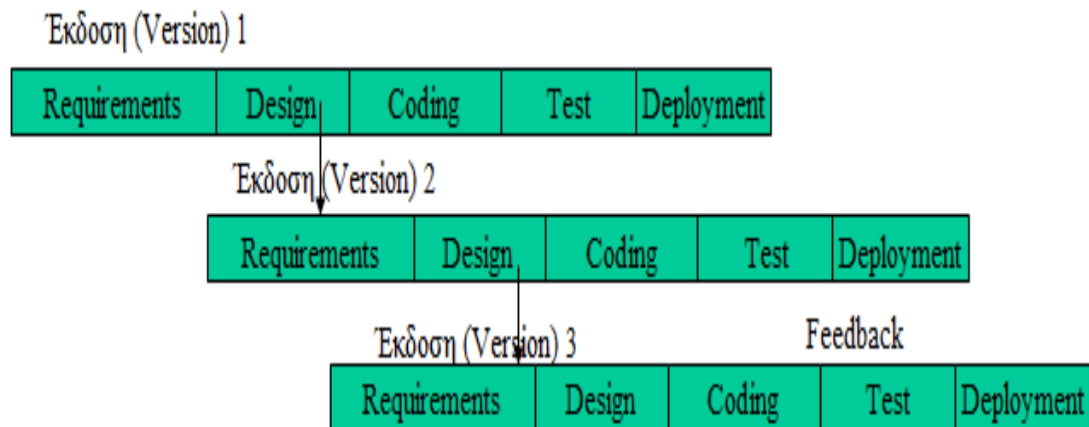 Έκδοση (Version) 1
Requirements Design Coding Test Deployment
Έκδοση (Version) 2
Requirements Design Coding Test Deployment
Έκδοση (Version) 3 Feedback
Requirements Design Coding Test Deployment